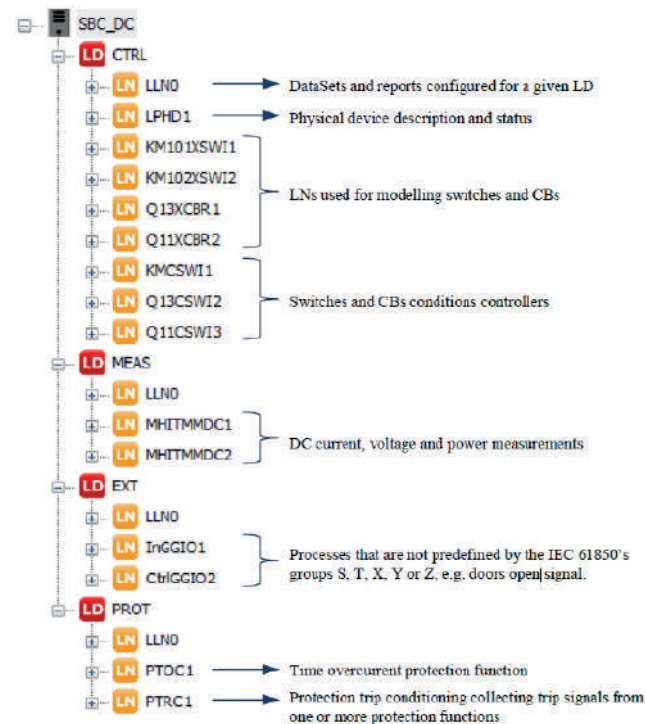 SBC_DC
LD CTRL
LN LLN0 DataSets and reports configured for a given LD
LN LPHD1 Physical device description and status
LN KM101XSWI1
LN KM102XSWI2
LNs used for modelling switches and CBs
LN Q13XCBR1
LN Q11XCBR2
LN KMCSWI1
LN Q13CSWI2 Switches and CBs conditions controllers
LN Q11CSWI3
LD MEAS
LN LLN0
LN MHITMMDC1
DC current, voltage and power measurements
LN MHITMMDC2
LD EXT
LN LLN0
LN InGGIO1 Processes that are not predefined by the IEC 61850's
LN CtrlGGIO2 groups S, T, X, Y or Z, e.g. doors open signal.
LD PROT
LN LLN0
LN PTOC1 Time overcurrent protection function
LN PTRC1 Protection trip conditioning collecting trip signals from
one or more protection functions